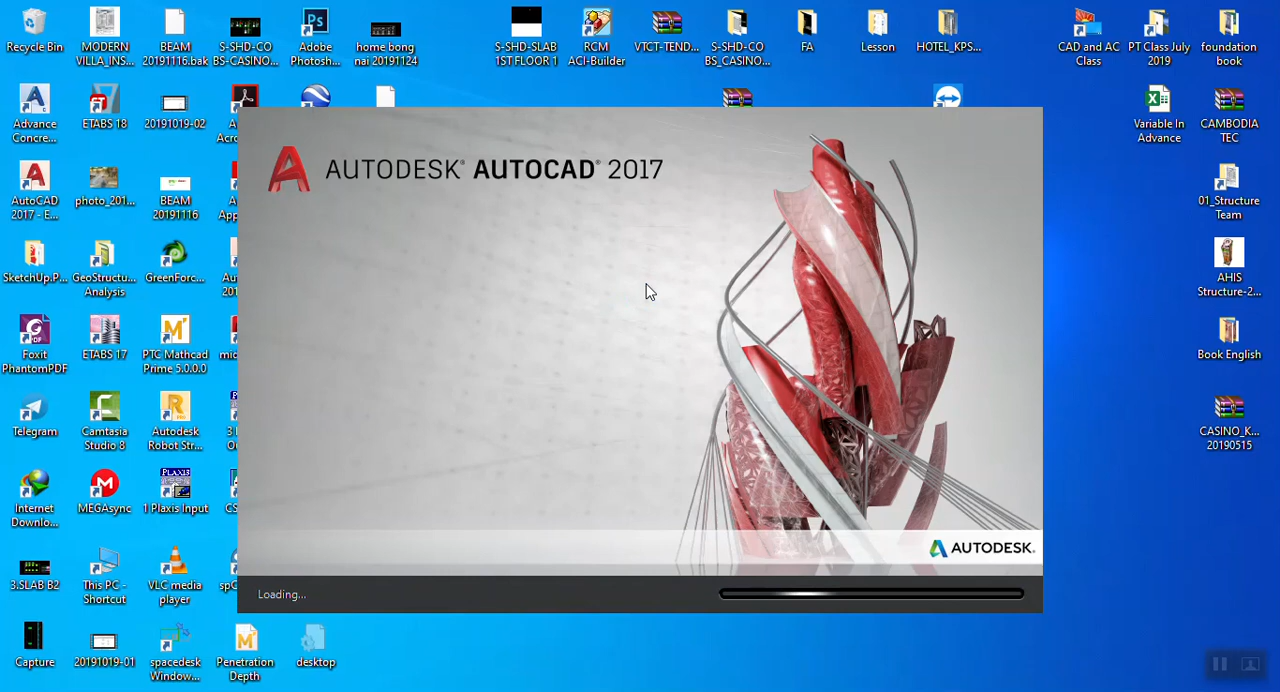 Recycle Bin
MODERN
VILLA_INS...
BEAM
20191116.bak
S-SHD-CO
BS-CASINO...
Adobe
Photosh...
home bong
nai 20191124
S-SHD-SLAB
1ST FLOOR 1
RCM
ACI-Builder
VTCT-TEND...
S-SHD-CO
BS_CASINO...
FA
Lesson
HOTEL_KPS...
CAD and AC
Class
PT Class July
2019
foundation
book
Advance
Concre...
ETABS 18
20191019-02
Variable In
Advance
CAMBODIA
TEC
AUTODESK® AUTOCAD® 2017
AutoCAD
2017 - E...
photo_201...
BEAM
20191116
01_Structure
Team
SketchUp.P...
GeoStructu...
Analysis
GreenForc...
AHIS
Structure-2...
Foxit
PhantomPDF
ETABS 17
PTC Mathcad
Prime 5.0.0.0
Book English
Telegram
Camtasia
Studio 8
Autodesk
Robot Str...
CASINO_K...
20190515
Internet
Downlo...
MEGAsync
PLAXIS
1 Plaxis Input
AUTODESK.
3.SLAB B2
This PC -
Shortcut
VLC media
player
Loading...
Capture
20191019-01
spacedesk
Window...
Penetration
Depth
desktop